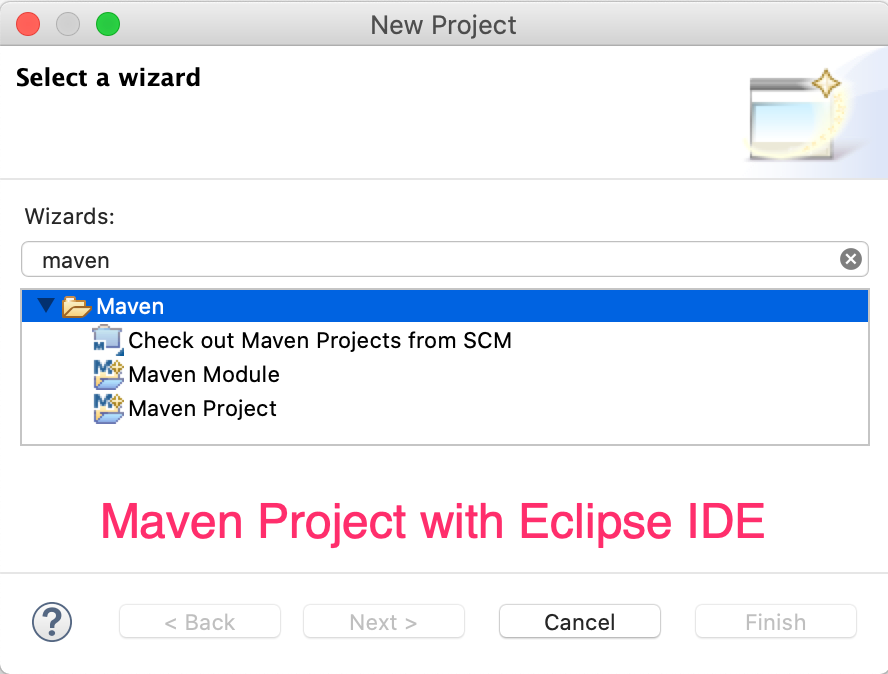 New Project
Select a wizard
Wizards:
maven
Maven
Check out Maven Projects from SCM
Maven Module
Maven Project
Maven Project with Eclipse IDE
? < Back Next > Cancel Finish